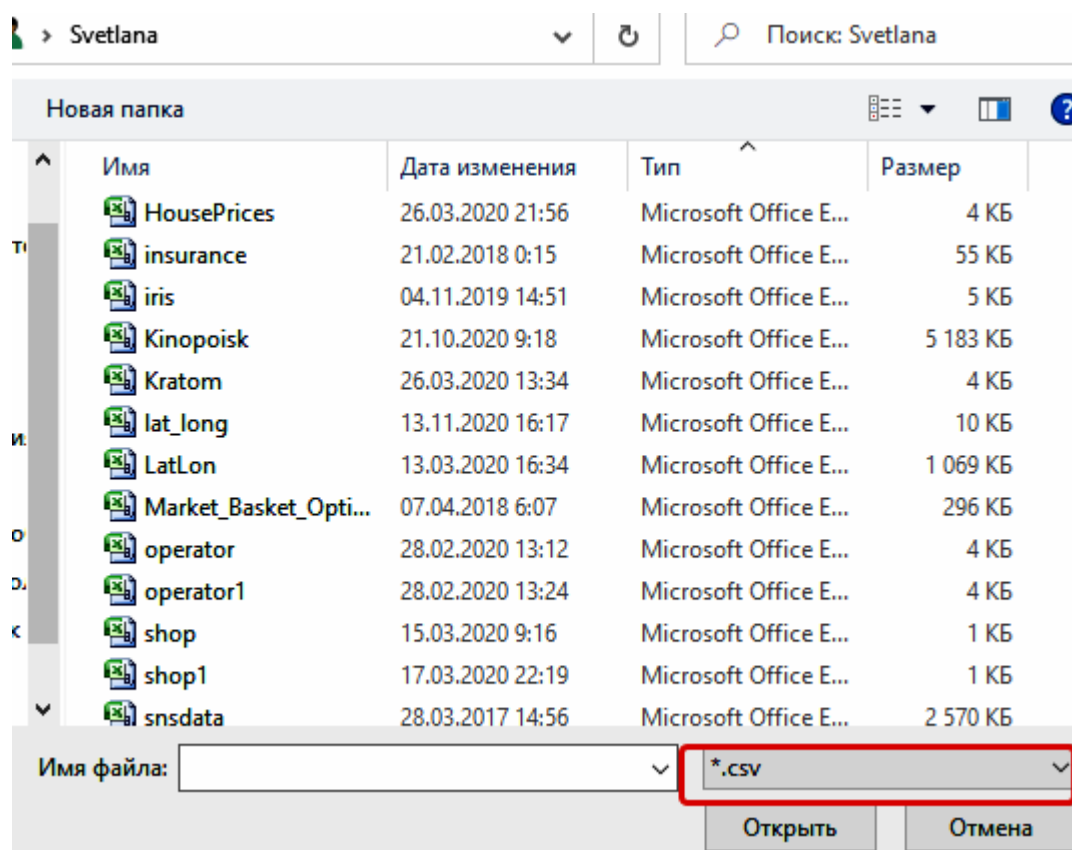 Svetlana Поиск: Svetlana
Новая папка
Имя Дата изменения Тип Размер
HousePrices 26.03.2020 21:56 Microsoft Office E... 4 КБ
insurance 21.02.2018 0:15 Microsoft Office E... 55 КБ
iris 04.11.2019 14:51 Microsoft Office E... 5 КБ
Kinopoisk 21.10.2020 9:18 Microsoft Office E... 5 183 КБ
Kratom 26.03.2020 13:34 Microsoft Office E... 4 КБ
lat_long 13.11.2020 16:17 Microsoft Office E... 10 КБ
LatLon 13.03.2020 16:34 Microsoft Office E... 1 069 КБ
Market_Basket_Opti... 07.04.2018 6:07 Microsoft Office E... 296 КБ
operator 28.02.2020 13:12 Microsoft Office E... 4 КБ
operator1 28.02.2020 13:24 Microsoft Office E... 4 КБ
shop 15.03.2020 9:16 Microsoft Office E... 1 КБ
shop1 17.03.2020 22:19 Microsoft Office E... 1 КБ
snsdata 28.03.2017 14:56 Microsoft Office E... 2 570 КБ
Имя файла: *.csv
Открыть Отмена